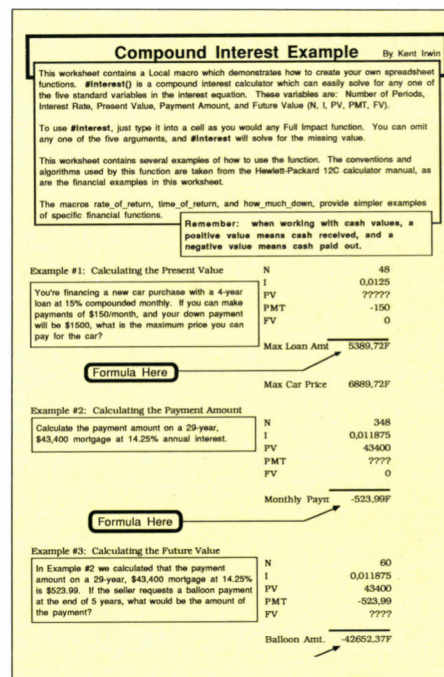 Compound Interest Example By Kent Irwin
This worksheet contains a Local macro which demonstrates how to create your own spreadsheet
functions. #Interest() is a compound interest calculator which can easily solve for any one of
the five standard variables in the interest equation. These variables are: Number of Periods,
Interest Rate, Present Value, Payment Amount, and Future Value (N, I, PV, PMT, FV).
To use #Interest, just type it into a cell as you would any Full Impact function. You can omit
any one of the five arguments, and #Interest will solve for the missing value.
This worksheet contains several examples of how to use the function. The conventions and
algorithms used by this function are taken from the Hewlett-Packard 12C calculator manual, as
are the financial examples in this worksheet.
The macros rate_of_return, time_of_return, and how_much_down, provide simpler examples
of specific financial functions.
Remember: when working with cash values, a
positive value means cash received, and a
negative value means cash paid out.
Example #1: Calculating the Present Value
You're financing a new car purchase with a 4-year
loan at 15% compounded monthly. If you can make
payments of $150/month, and your down payment
will be $1500, what is the maximum price you can
pay for the car?
N 48
I 0,0125
PV ?????
PMT -150
FV 0
Max Loan Amt 5389,72F
Formula Here
Max Car Price 6889,72F
Example #2: Calculating the Payment Amount
Calculate the payment amount on a 29-year,
$43,400 mortgage at 14.25% annual interest.
N 348
I 0,011875
PV 43400
PMT ????
FV 0
Monthly Paym -523,99F
Formula Here
Example #3: Calculating the Future Value
In Example #2 we calculated that the payment
amount on a 29-year, $43,400 mortgage at 14.25%
is $523.99. If the seller requests a balloon payment
at the end of 5 years, what would be the amount of
the payment?
N 60
I 0,011875
PV 43400
PMT -523,99
FV ????
Balloon Amt. -42652,37F